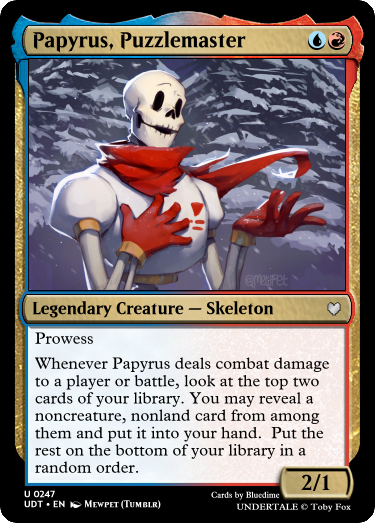 Papyrus, Puzzlemaster
@mewpet
Legendary Creature — Skeleton
Prowess
Whenever Papyrus deals combat damage
to a player or battle, look at the top two
cards of your library. You may reveal a
noncreature, nonland card from among
them and put it into your hand.  Put the
rest on the bottom of your library in a
random order.
2/1
U 0247
UDT • EN Mewpet (Tumblr)
Cards by Bluedime
UNDERTALE © Toby Fox